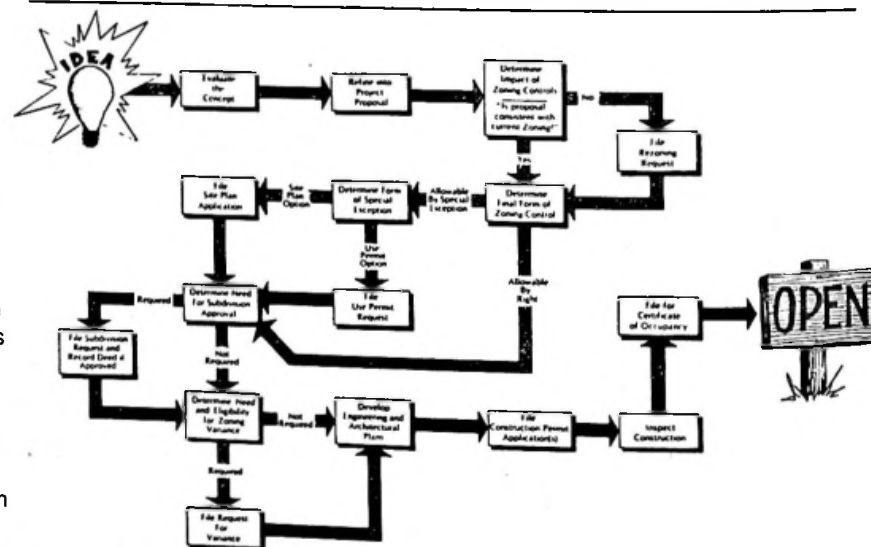 IDEA
Evaluate
the
Concept
Refine into
Project
Proposal
Determine
Impact of
Zoning Controls
"Is proposal
consistent with
current Zoning?"
No
File
Rezoning
Request
Yes
Determine
Final Form of
Zoning Control
Allowable
By Special
Exception
Determine Form
of Special
Exception
Site
Plan
Option
File
Site Plan
Application
Use
Permit
Option
File
Use Permit
Request
Allowable
By
Right
Determine Need
For Subdivision
Approval
Required
File Subdivision
Request and
Record Deed if
Approved
Not
Required
Determine Need
and Eligibility
for Zoning
Variance
Not
Required
Required
File Request
For
Variance
Develop
Engineering and
Architectural
Plans
File
Construction Permit
Application(s)
Inspect
Construction
File for
Certificate
of Occupancy
OPEN
s
n